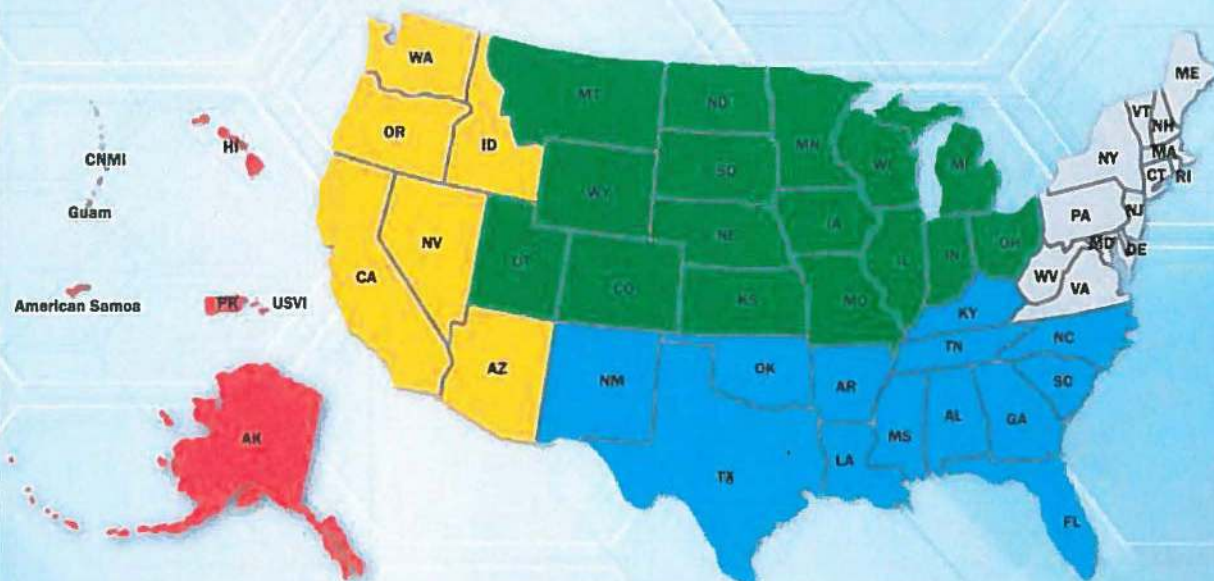 WA
MT
ND
MN
ME
OR
ID
SD
WI
MI
VT
NH
NY
MA
CT
RI
CNMI
HI
Guam
WY
IA
NE
PA
NJ
NV
UT
CO
KS
MO
IL
IN
OH
MD
DE
WV
VA
CA
American Samoa
PR
USVI
KY
NC
TN
AZ
NM
OK
AR
SC
MS
AL
GA
AK
TX
LA
FL